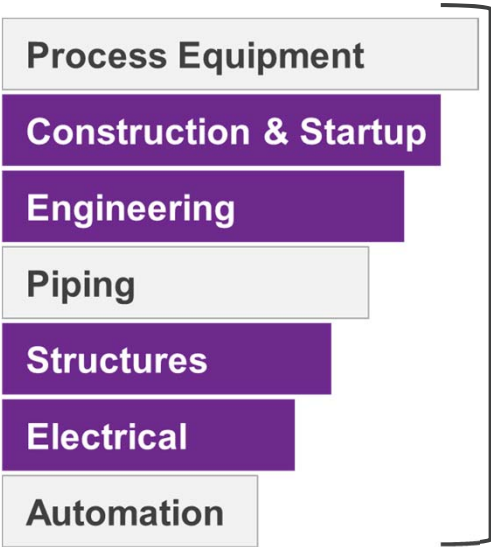 Process Equipment
Construction & Startup
Engineering
Piping
Structures
Electrical
Automation